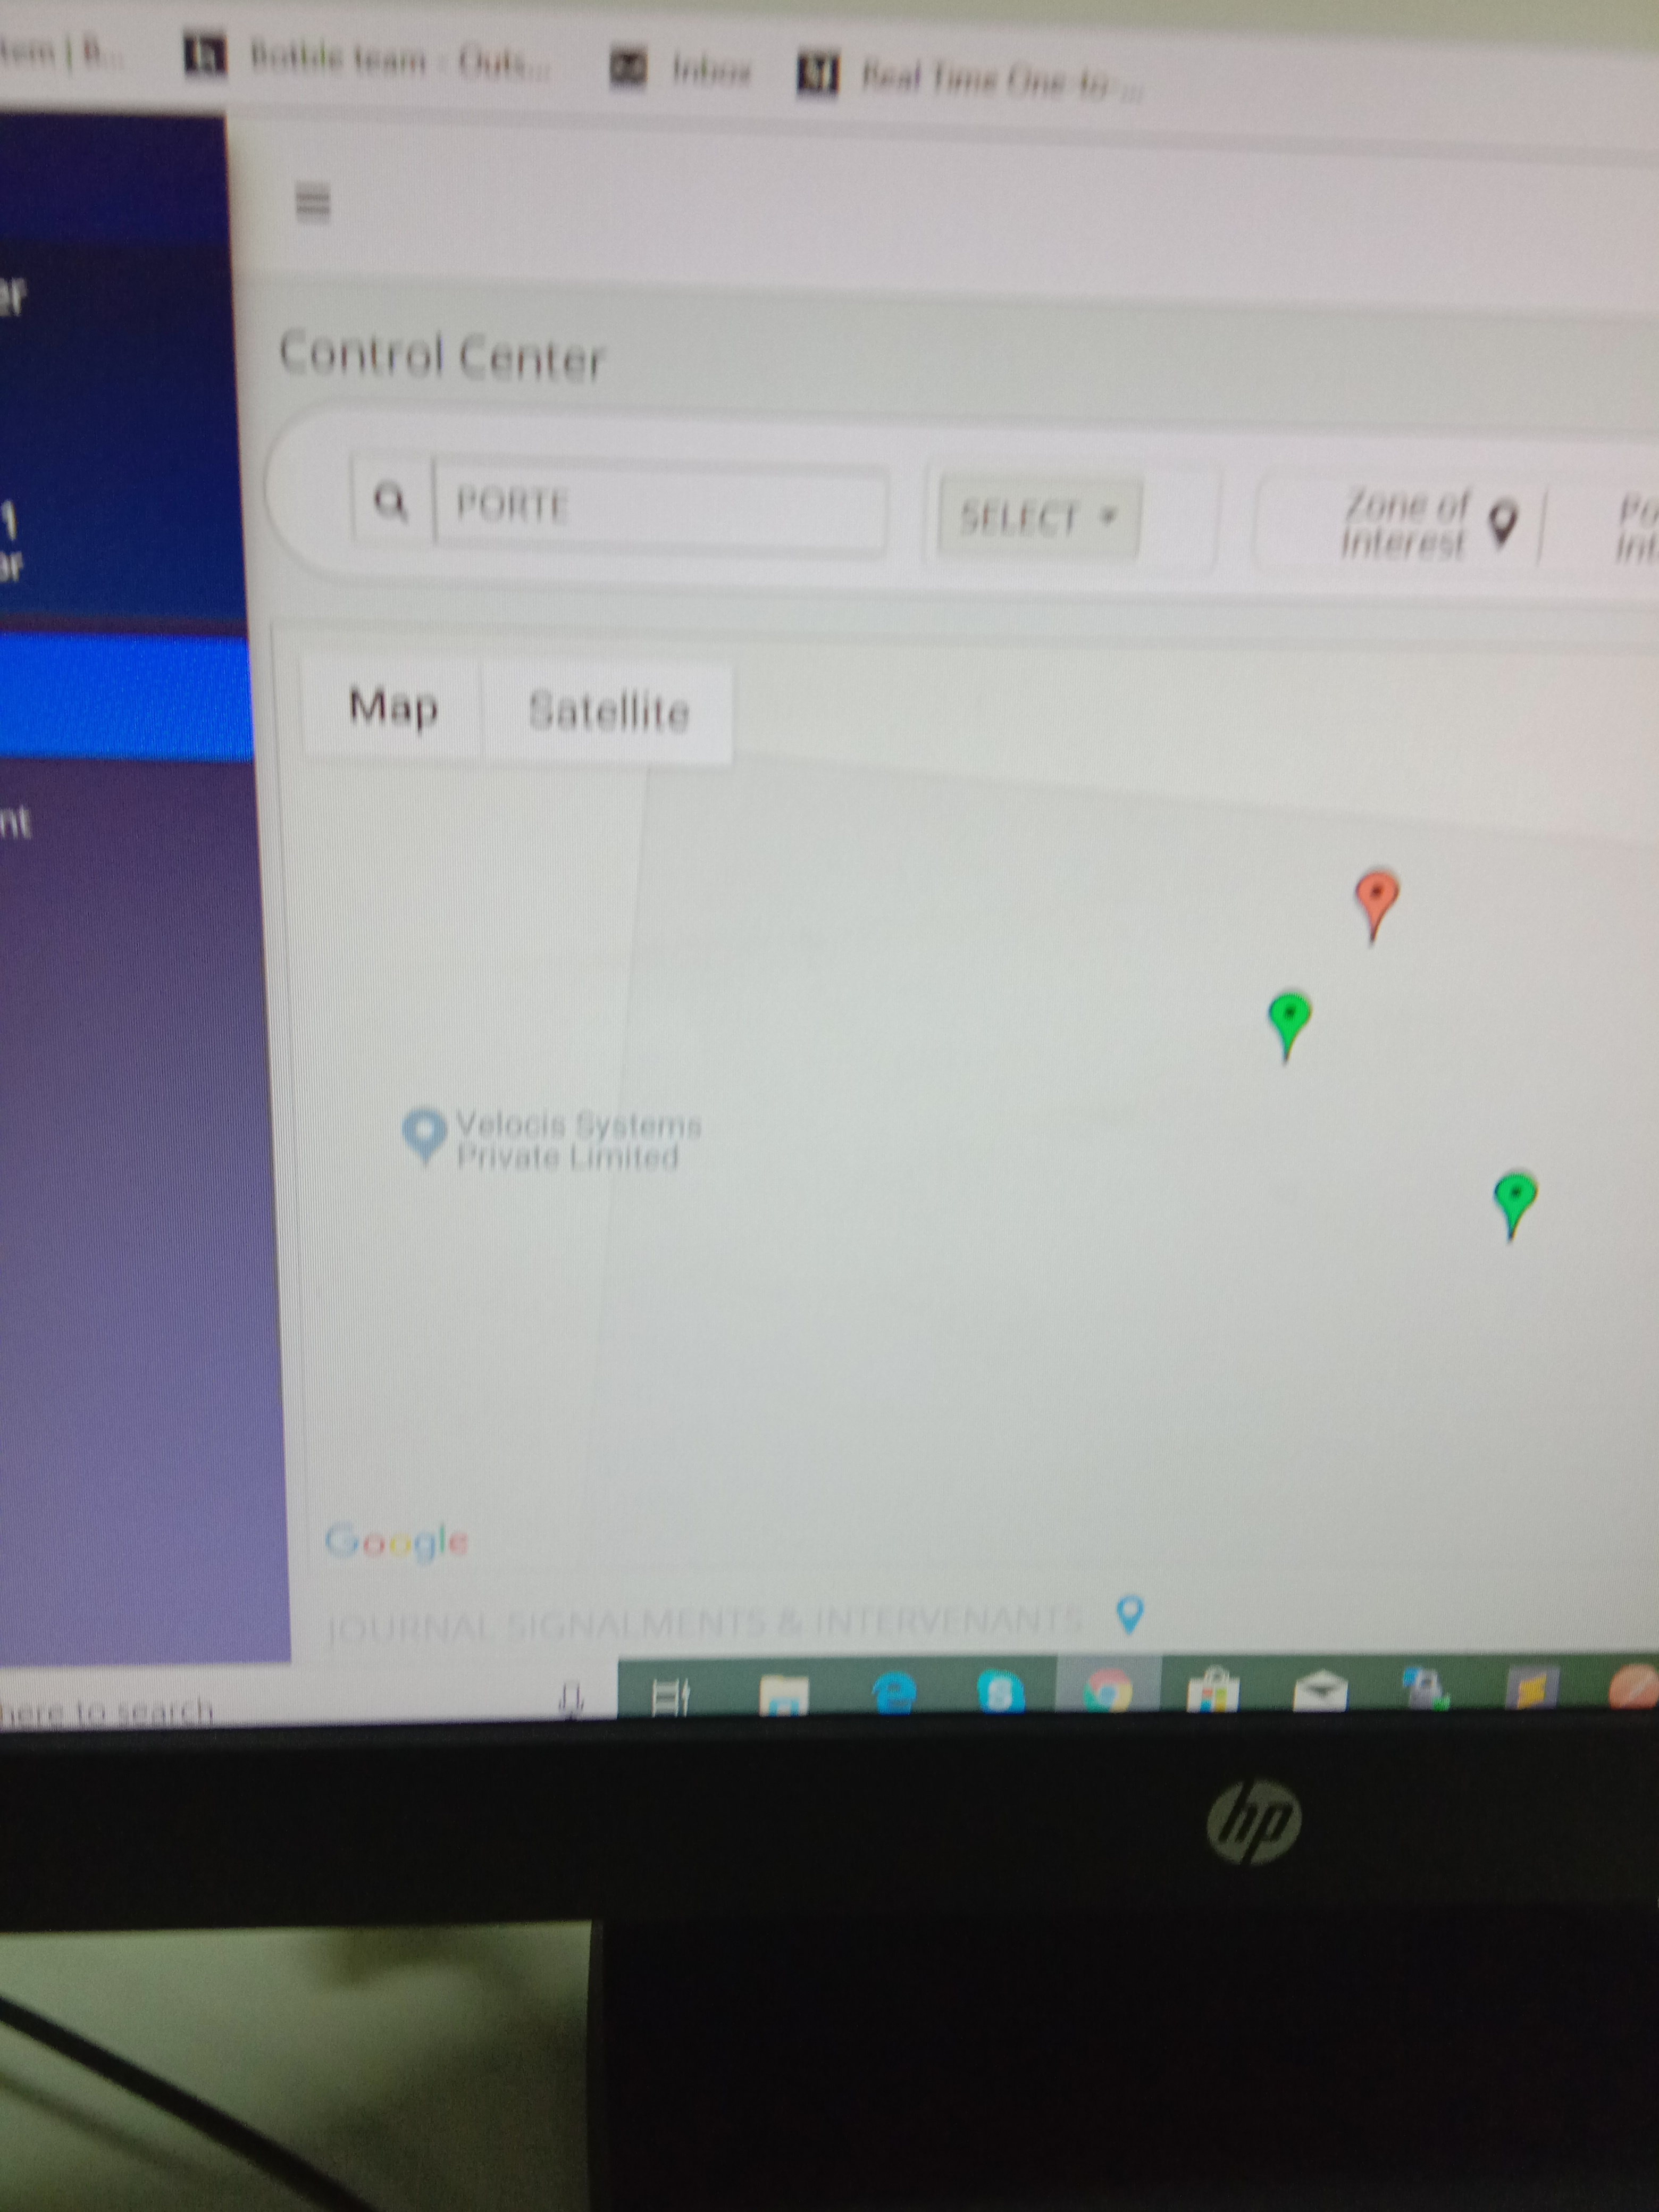 tem | B...
Botble team - Outs...
Inbox
Real Time One-to-...
er
Control Center
1
er
PORTE
SELECT
Zone of
Interest
Po
Int
Map
Satellite
nt
Velocis Systems
Private Limited
Google
JOURNAL SIGNALMENTS & INTERVENANTS
here to search
hp